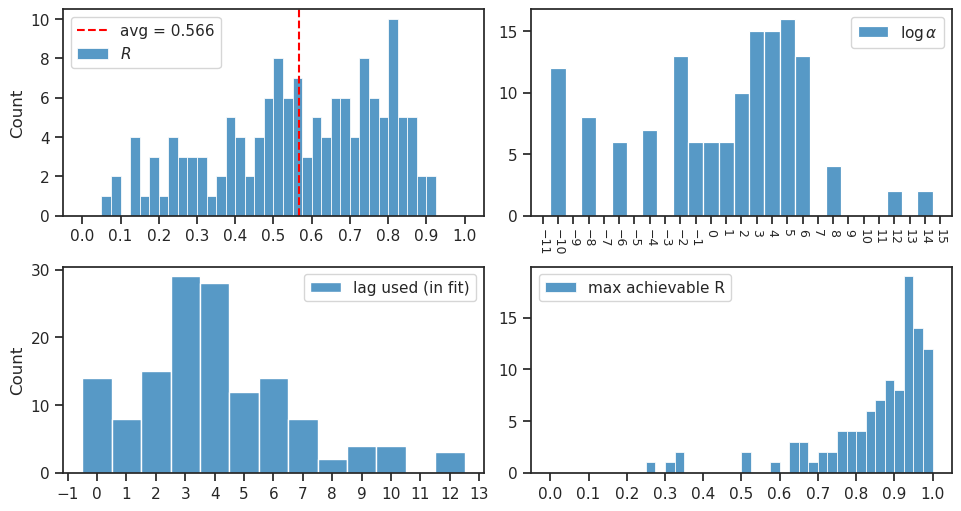 avg = 0.566
R
Count
10
8
6
4
2
0
0.0 0.1 0.2 0.3 0.4 0.5 0.6 0.7 0.8 0.9 1.0
log α
15
10
5
0
−11 −10 −9 −8 −7 −6 −5 −4 −3 −2 −1 0 1 2 3 4 5 6 7 8 9 10 11 12 13 14 15
lag used (in fit)
Count
30
20
10
0
−1 0 1 2 3 4 5 6 7 8 9 10 11 12 13
max achievable R
15
10
5
0
0.0 0.1 0.2 0.3 0.4 0.5 0.6 0.7 0.8 0.9 1.0